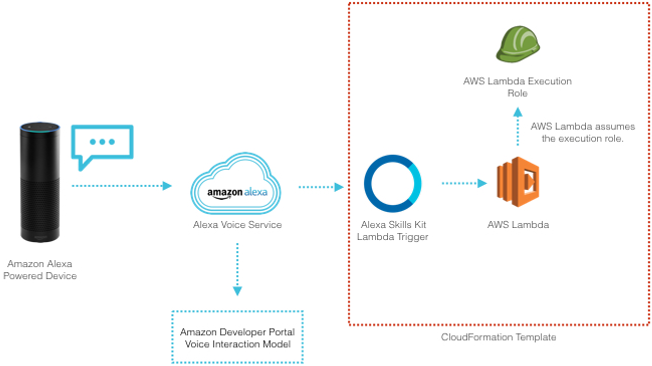 AWS Lambda Execution
Role
AWS Lambda assumes
the execution role.
amazon alexa
Alexa Voice Service
Alexa Skills Kit
Lambda Trigger
AWS Lambda
Amazon Alexa
Powered Device
Amazon Developer Portal
Voice Interaction Model
CloudFormation Template